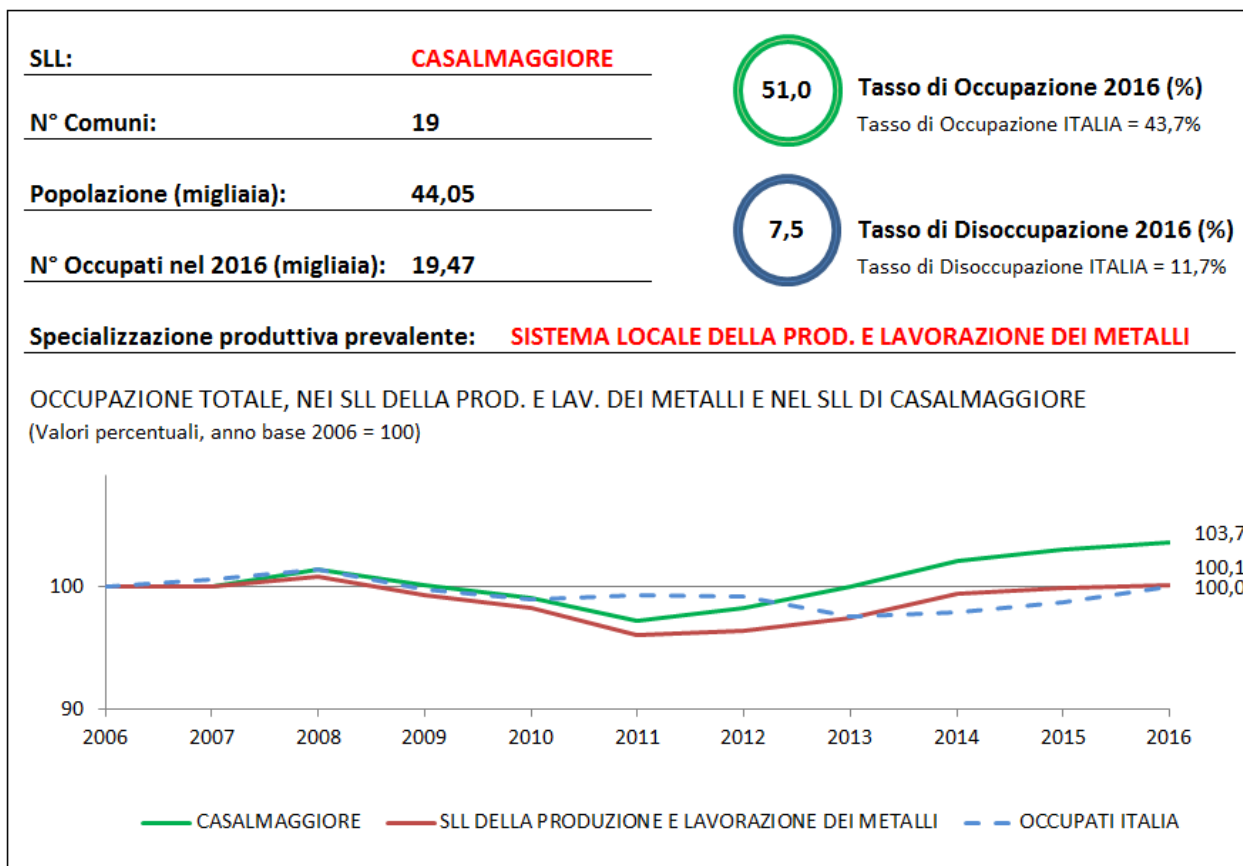 SLL: CASALMAGGIORE
N° Comuni: 19
Popolazione (migliaia): 44,05
N° Occupati nel 2016 (migliaia): 19,47
51,0 Tasso di Occupazione 2016 (%)
Tasso di Occupazione ITALIA = 43,7%
7,5 Tasso di Disoccupazione 2016 (%)
Tasso di Disoccupazione ITALIA = 11,7%
Specializzazione produttiva prevalente: SISTEMA LOCALE DELLA PROD. E LAVORAZIONE DEI METALLI
OCCUPAZIONE TOTALE, NEI SLL DELLA PROD. E LAV. DEI METALLI E NEL SLL DI CASALMAGGIORE
(Valori percentuali, anno base 2006 = 100)
103,7
100,1
100,0
100
90
2006 2007 2008 2009 2010 2011 2012 2013 2014 2015 2016
CASALMAGGIORE SLL DELLA PRODUZIONE E LAVORAZIONE DEI METALLI OCCUPATI ITALIA